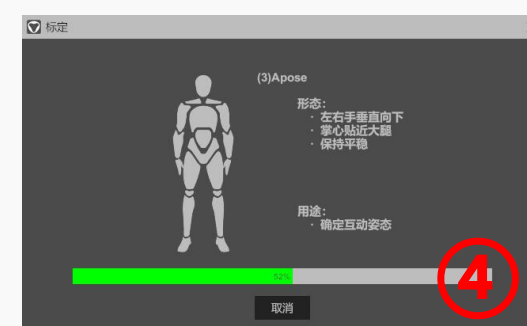 标定
(3)Apose
形态：
· 左右手垂直向下
· 掌心贴近大腿
· 保持平稳
用途：
· 确定互动姿态
52%
④
取消